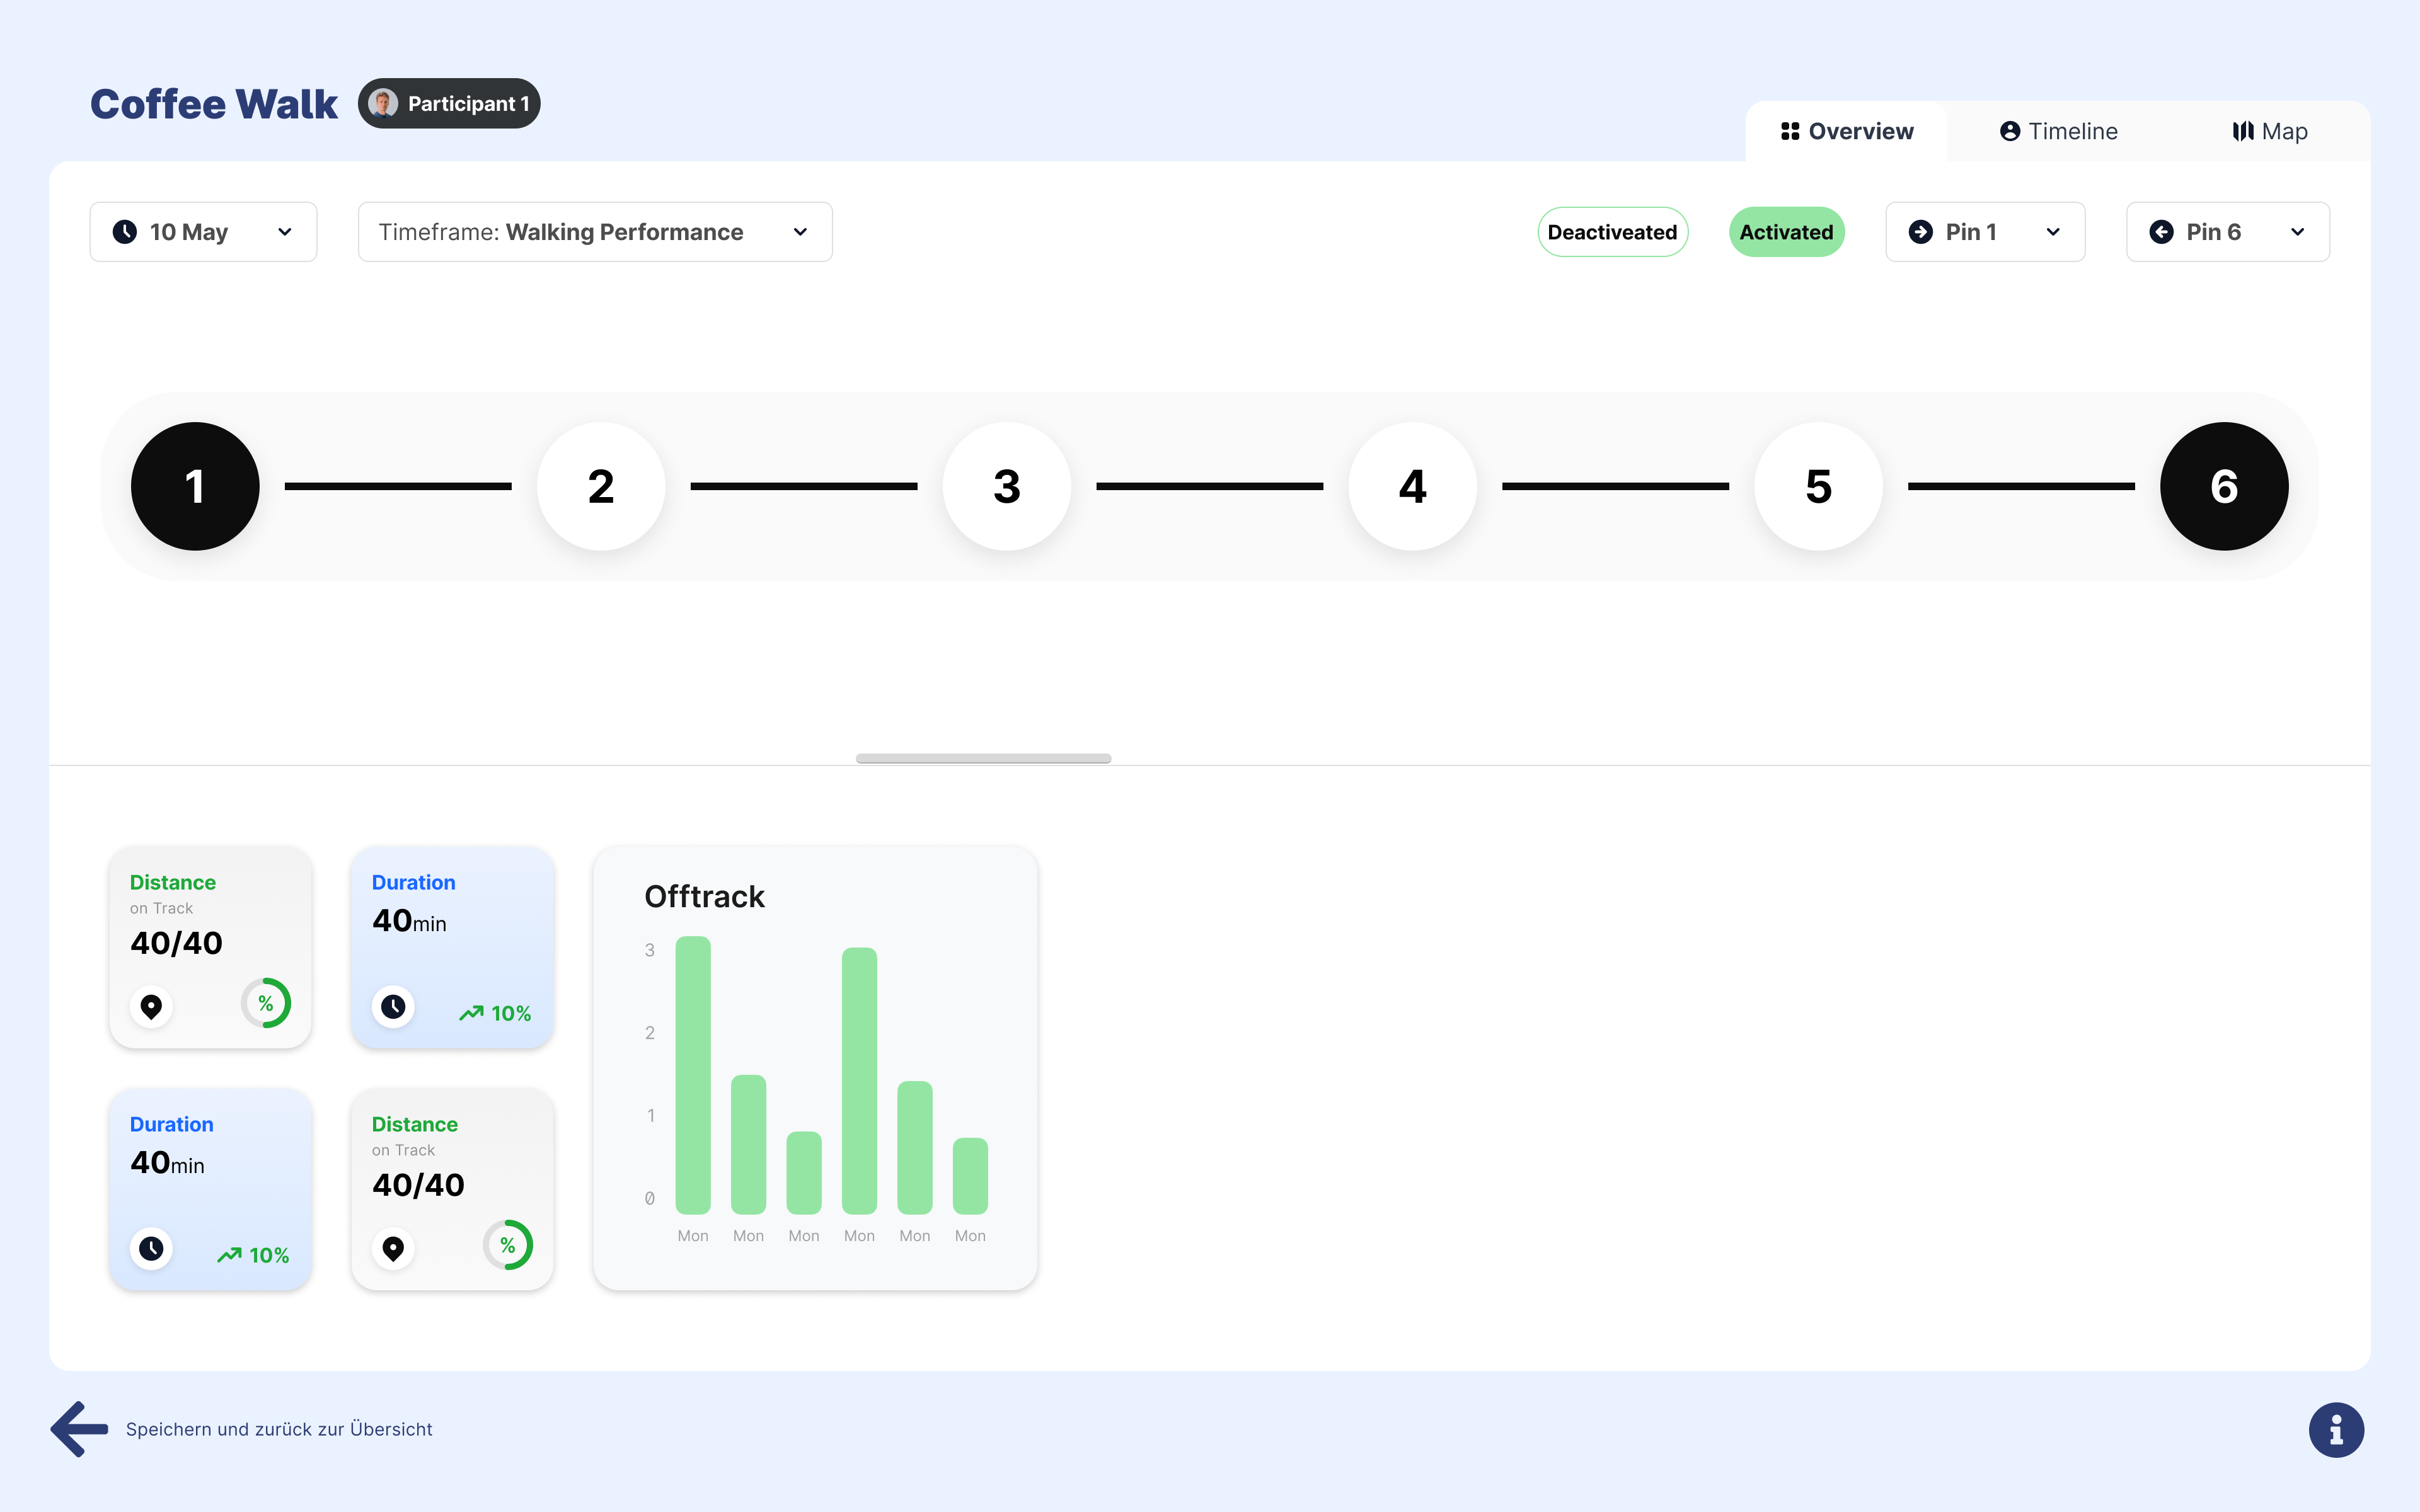 Coffee Walk
Participant 1
Overview
Timeline
Map
10 May
Timeframe: Walking Performance
Deactiveated
Activated
Pin 1
Pin 6
1
2
3
4
5
6
Distance
on Track
40/40
%
Duration
40min
10%
Duration
40min
10%
Distance
on Track
40/40
%
Offtrack
3
2
1
0
Mon Mon Mon Mon Mon Mon
Speichern und zurück zur Übersicht